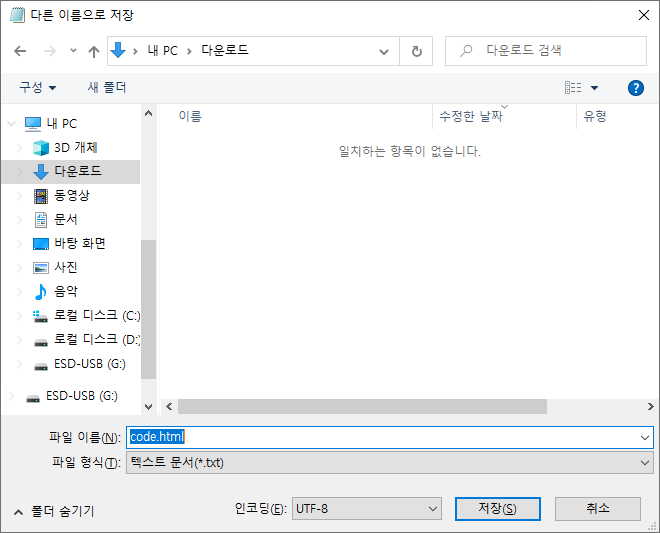 다른 이름으로 저장
내 PC 다운로드
다운로드 검색
구성 새 폴더
이름 수정한 날짜 유형
일치하는 항목이 없습니다.
내 PC
3D 개체
다운로드
동영상
문서
바탕 화면
사진
음악
로컬 디스크 (C:)
로컬 디스크 (D:)
ESD-USB (G:)
ESD-USB (G:)
파일 이름(N): code.html
파일 형식(T): 텍스트 문서(*.txt)
폴더 숨기기 인코딩(E): UTF-8 저장(S) 취소